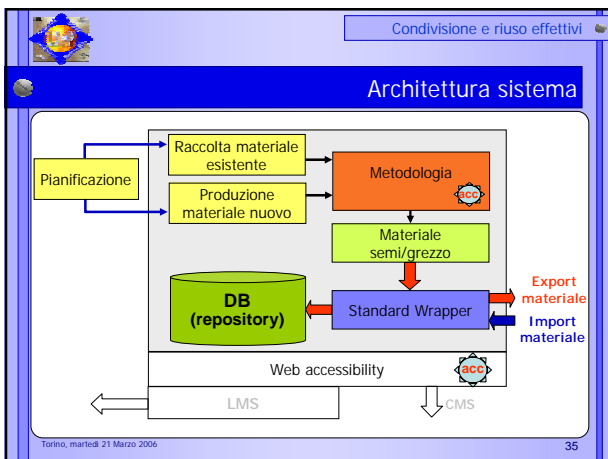 Condivisione e riuso effettivi
Architettura sistema
Raccolta materiale
esistente
Pianificazione
Produzione
materiale nuovo
Metodologia
acc
Materiale
semi/grezzo
DB
(repository)
Standard Wrapper
Export
materiale
Import
materiale
Web accessibility
acc
LMS
CMS
Torino, martedì 21 Marzo 2006
35